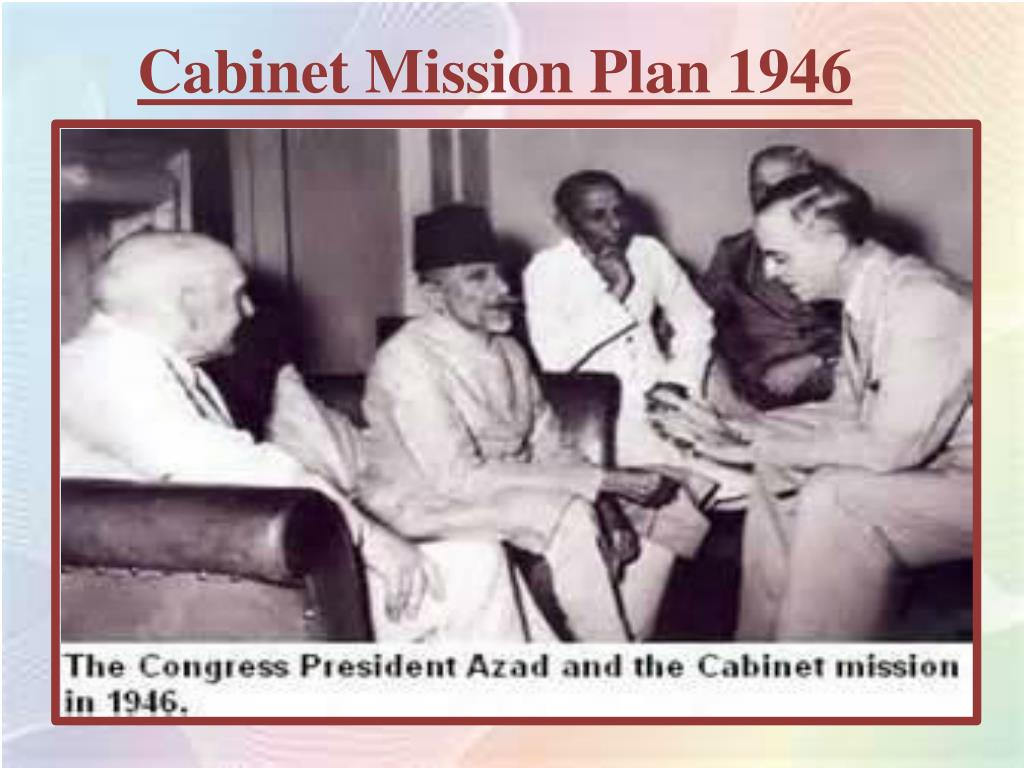 Cabinet Mission Plan 1946
The Congress President Azad and the Cabinet mission
in 1946.